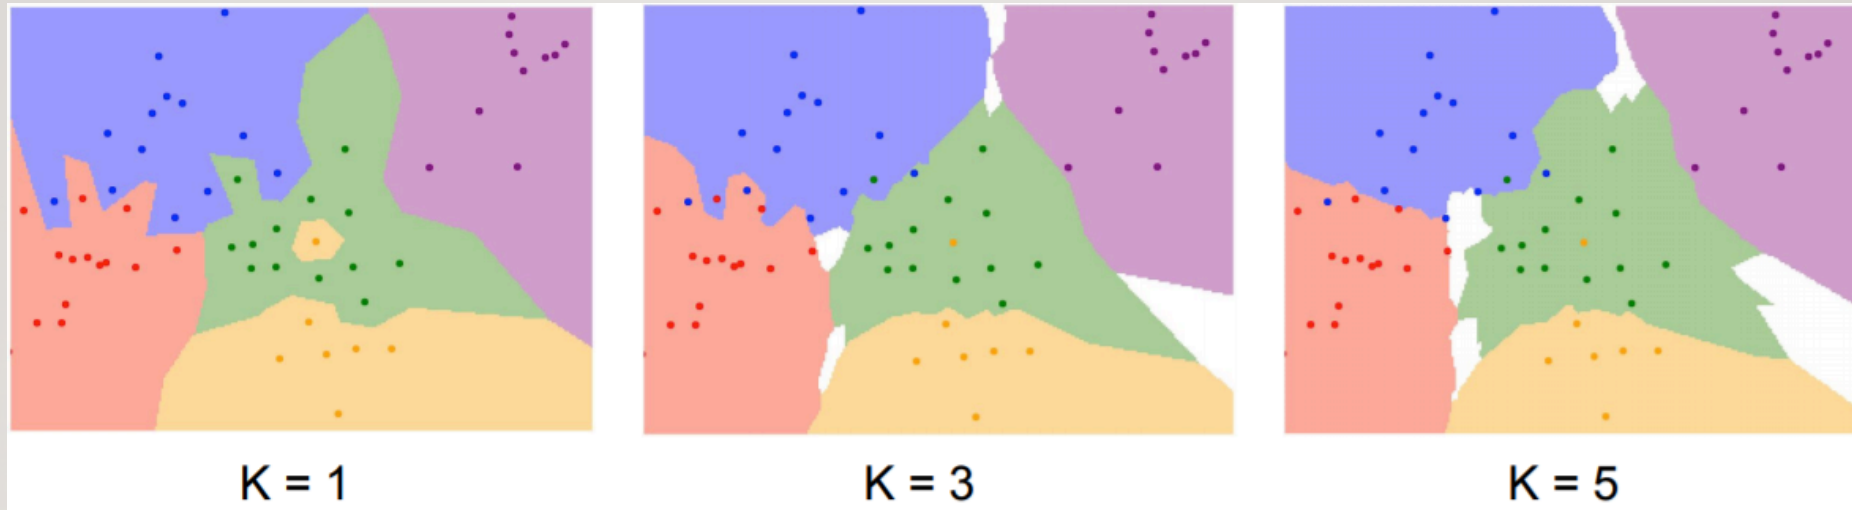 K = 1
K = 3
K = 5